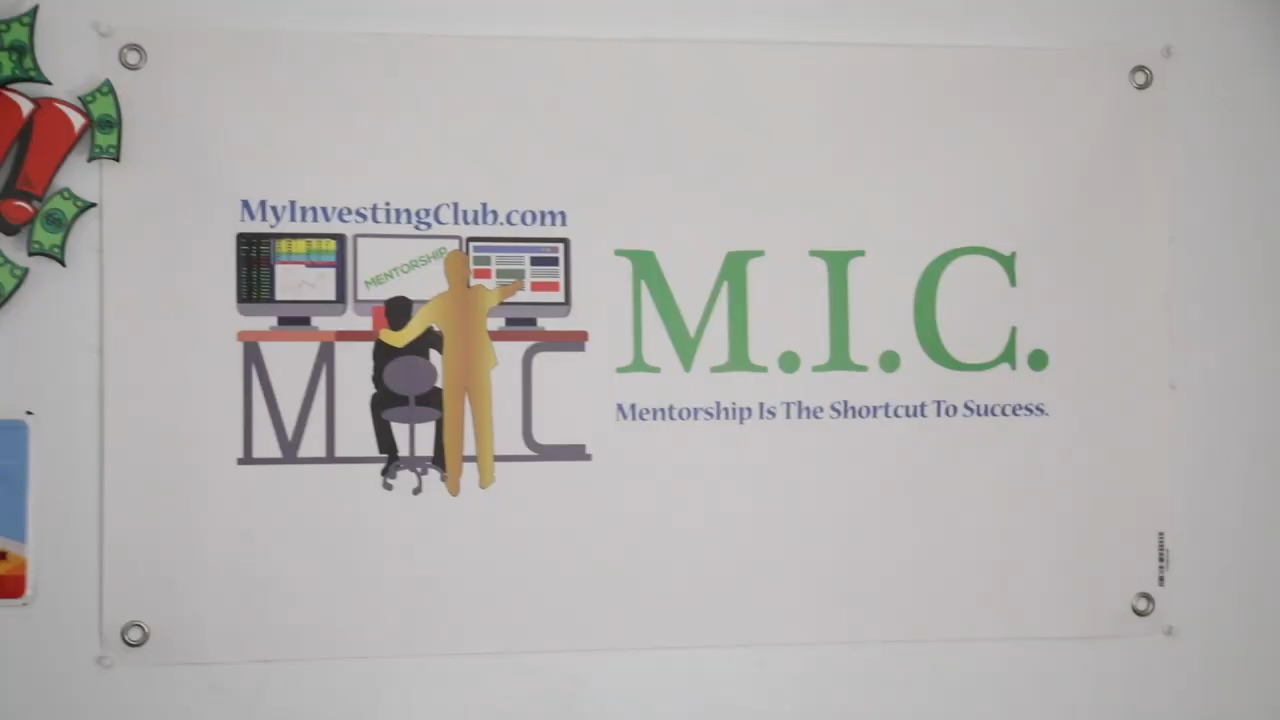 MyInvestingClub.com
MENTORSHIP
M.I.C.
Mentorship Is The Shortcut To Success.
M C